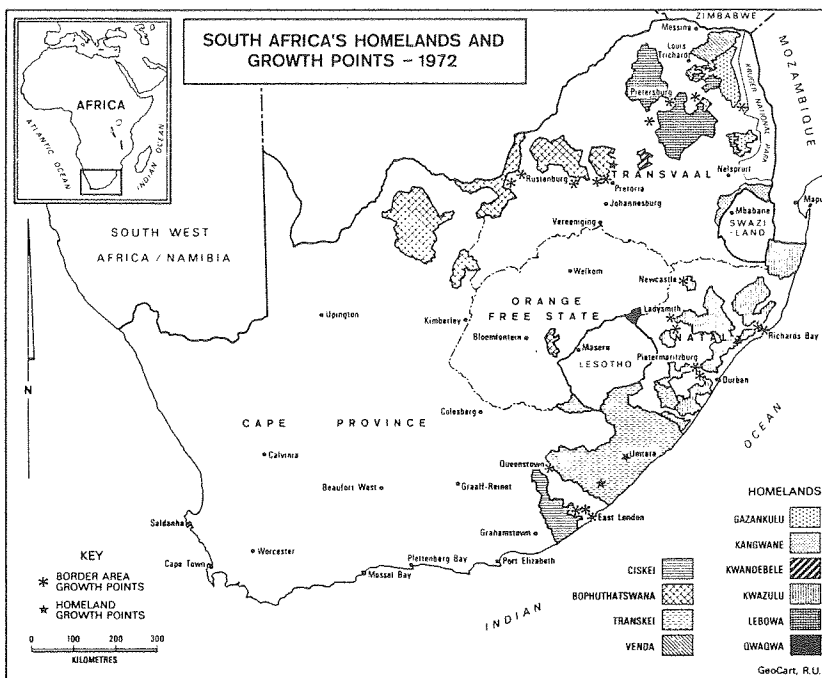 SOUTH AFRICA'S HOMELANDS AND
GROWTH POINTS – 1972
AFRICA
ATLANTIC OCEAN
INDIAN OCEAN
ZIMBABWE
MOZAMBIQUE
Messina
Louis
Trichard
KRUGER NATIONAL PARK
Pietersburg
TRANSVAAL
Nelspruit
Rustenburg
Pretoria
Johannesburg
Mbabane
SWAZI-
LAND
Vereeniging
SOUTH WEST
AFRICA / NAMIBIA
Welkom
Newcastle
ORANGE
FREE STATE
Ladysmith
Upington
Kimberley
Bloemfontein
Maseru
LESOTHO
NATAL
Richards Bay
Pietermaritzburg
Durban
N
Colesberg
CAPE PROVINCE
OCEAN
Calvinia
Queenstown
Umtata
Beaufort West
Graaff-Reinet
HOMELANDS
GAZANKULU
KANGWANE
KWANDEBELE
KWAZULU
LEBOWA
QWAQWA
Saldanha
East London
Grahamstown
KEY
Worcester
Plettenberg Bay
Cape Town
Mossel Bay
Port Elizabeth
CISKEI
BOPHUTHATSWANA
TRANSKEI
VENDA
BORDER AREA
GROWTH POINTS
HOMELAND
GROWTH POINTS
INDIAN
0 100 200 300
KILOMETRES
GeoCart, R.U.